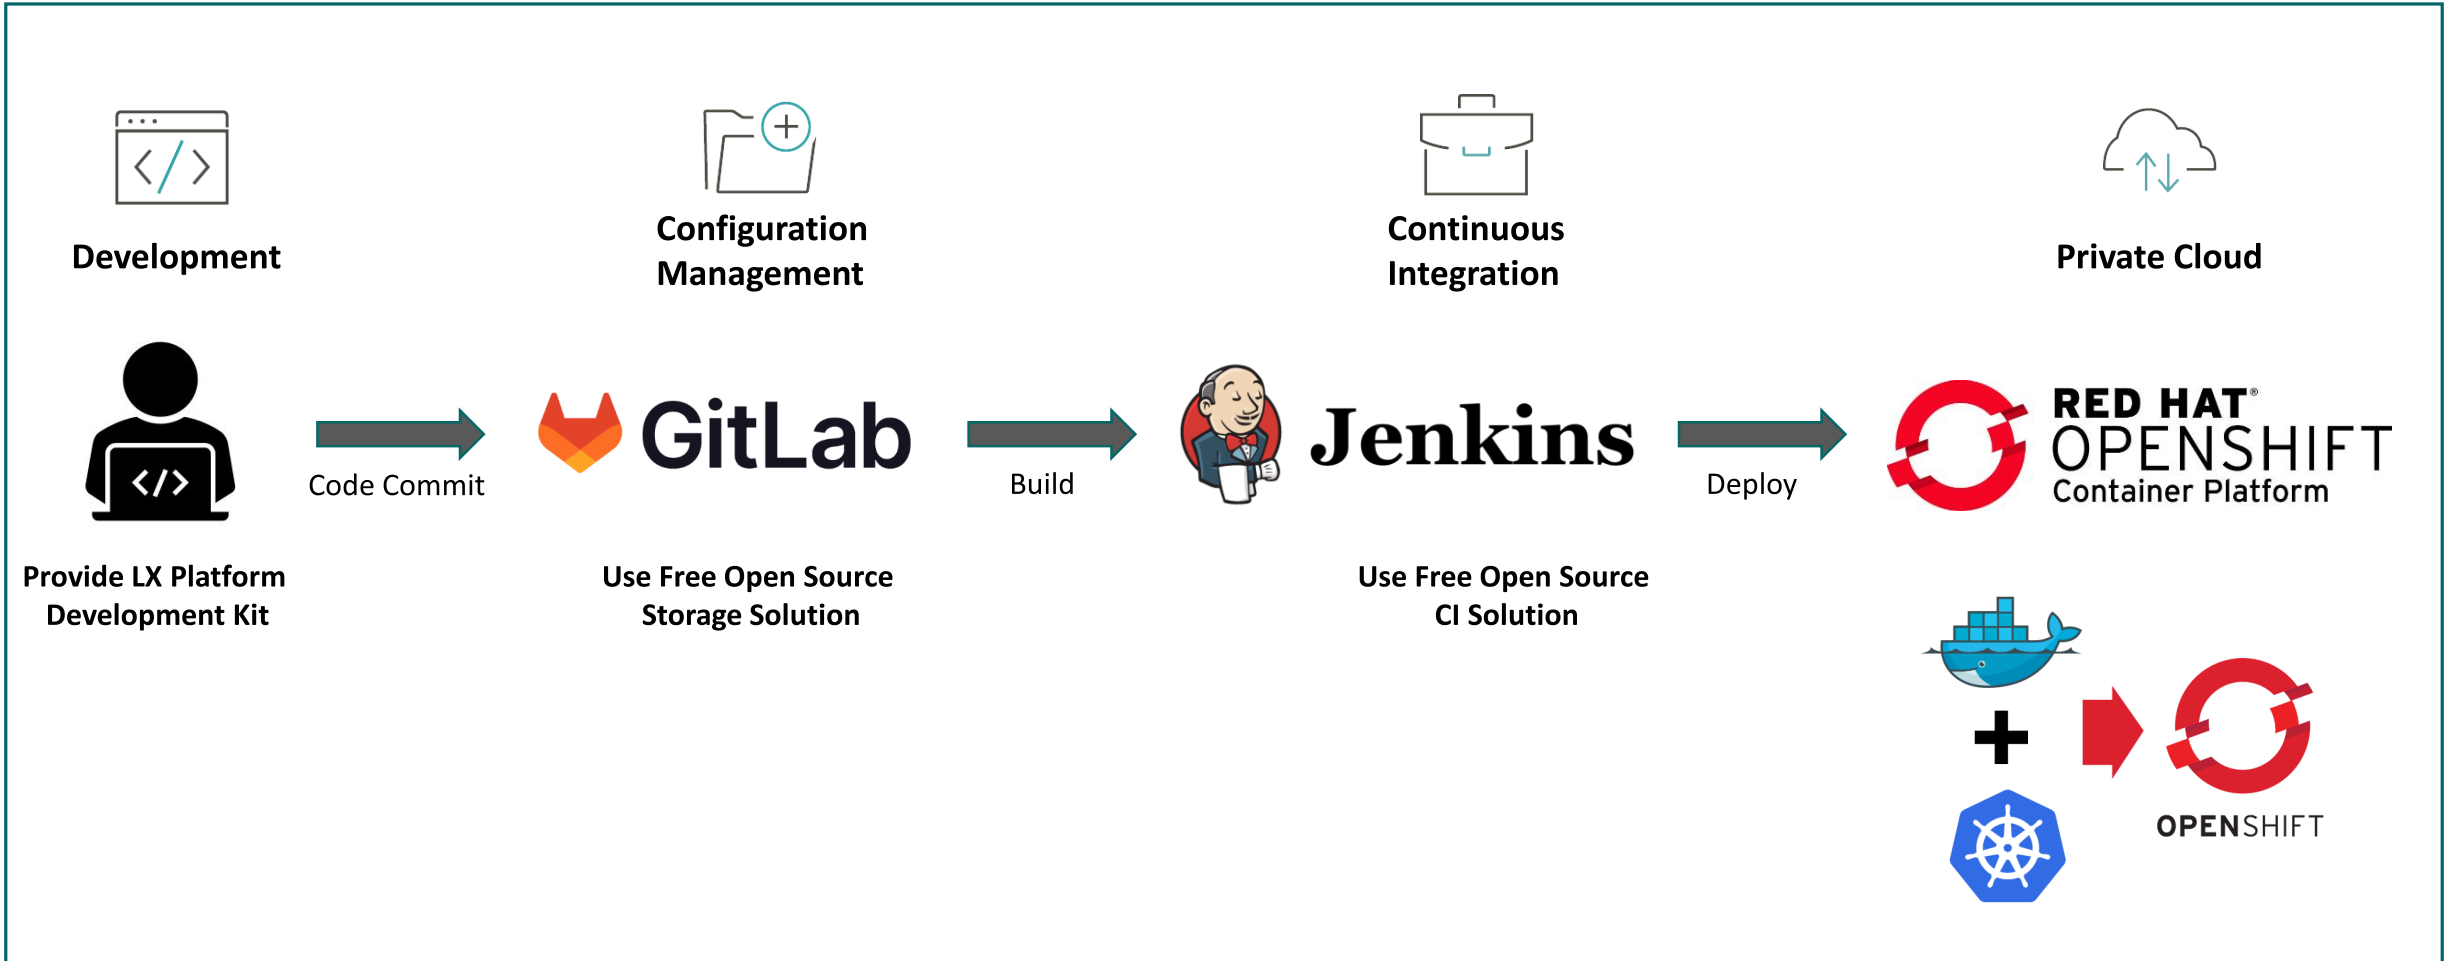 Development
Configuration
Management
Continuous
Integration
Private Cloud
</>
Code Commit
GitLab
Build
Jenkins
Deploy
RED HAT®
OPENSHIFT
Container Platform
Provide LX Platform
Development Kit
Use Free Open Source
Storage Solution
Use Free Open Source
CI Solution
OPENSHIFT